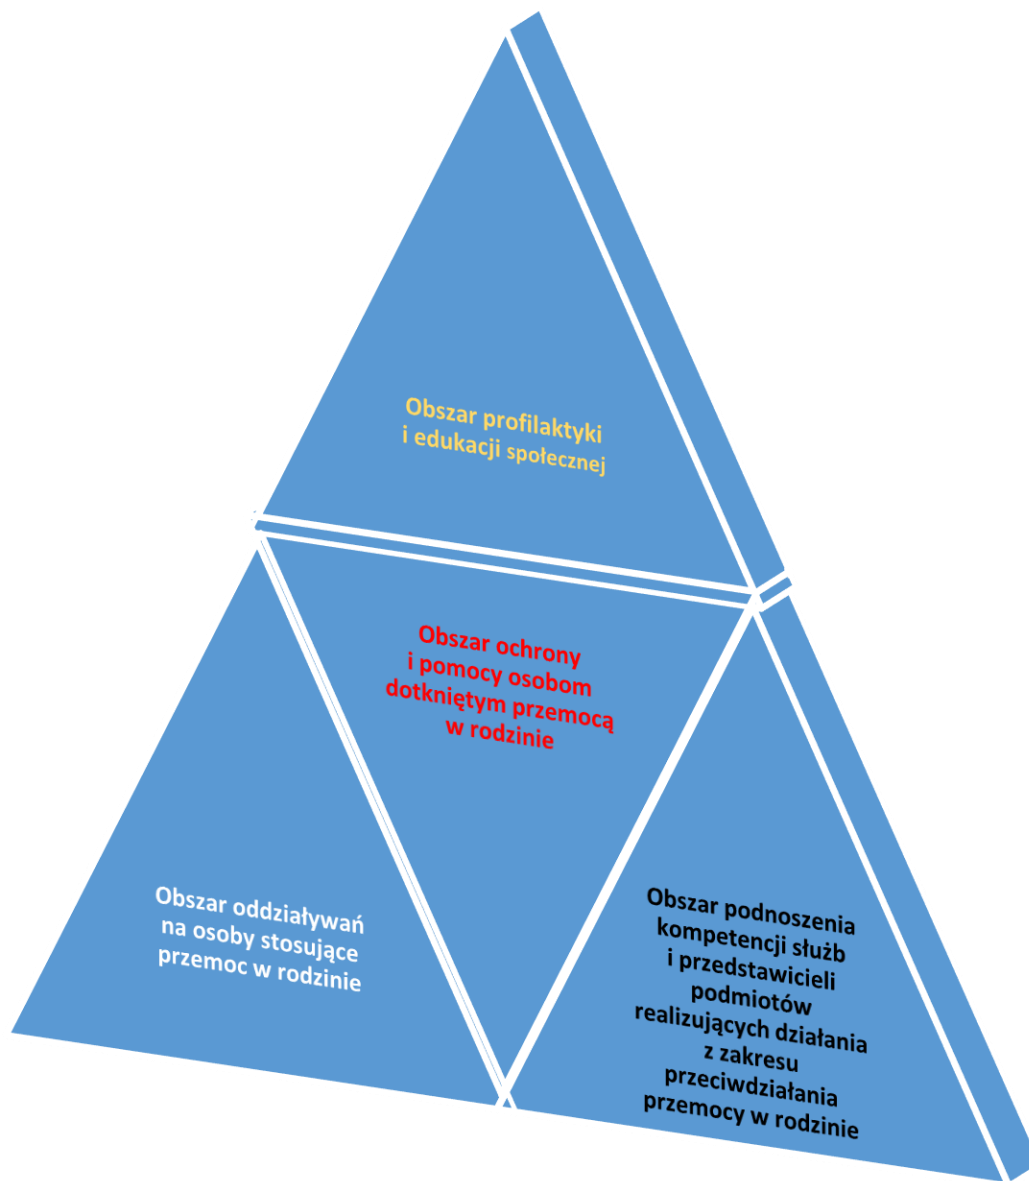 Obszar profilaktyki
i edukacji społecznej
Obszar ochrony
i pomocy osobom
dotkniętym przemocą
w rodzinie
Obszar oddziaływań
na osoby stosujące
przemoc w rodzinie
Obszar podnoszenia
kompetencji służb
i przedstawicieli
podmiotów
realizujących działania
z zakresu
przeciwdziałania
przemocy w rodzinie